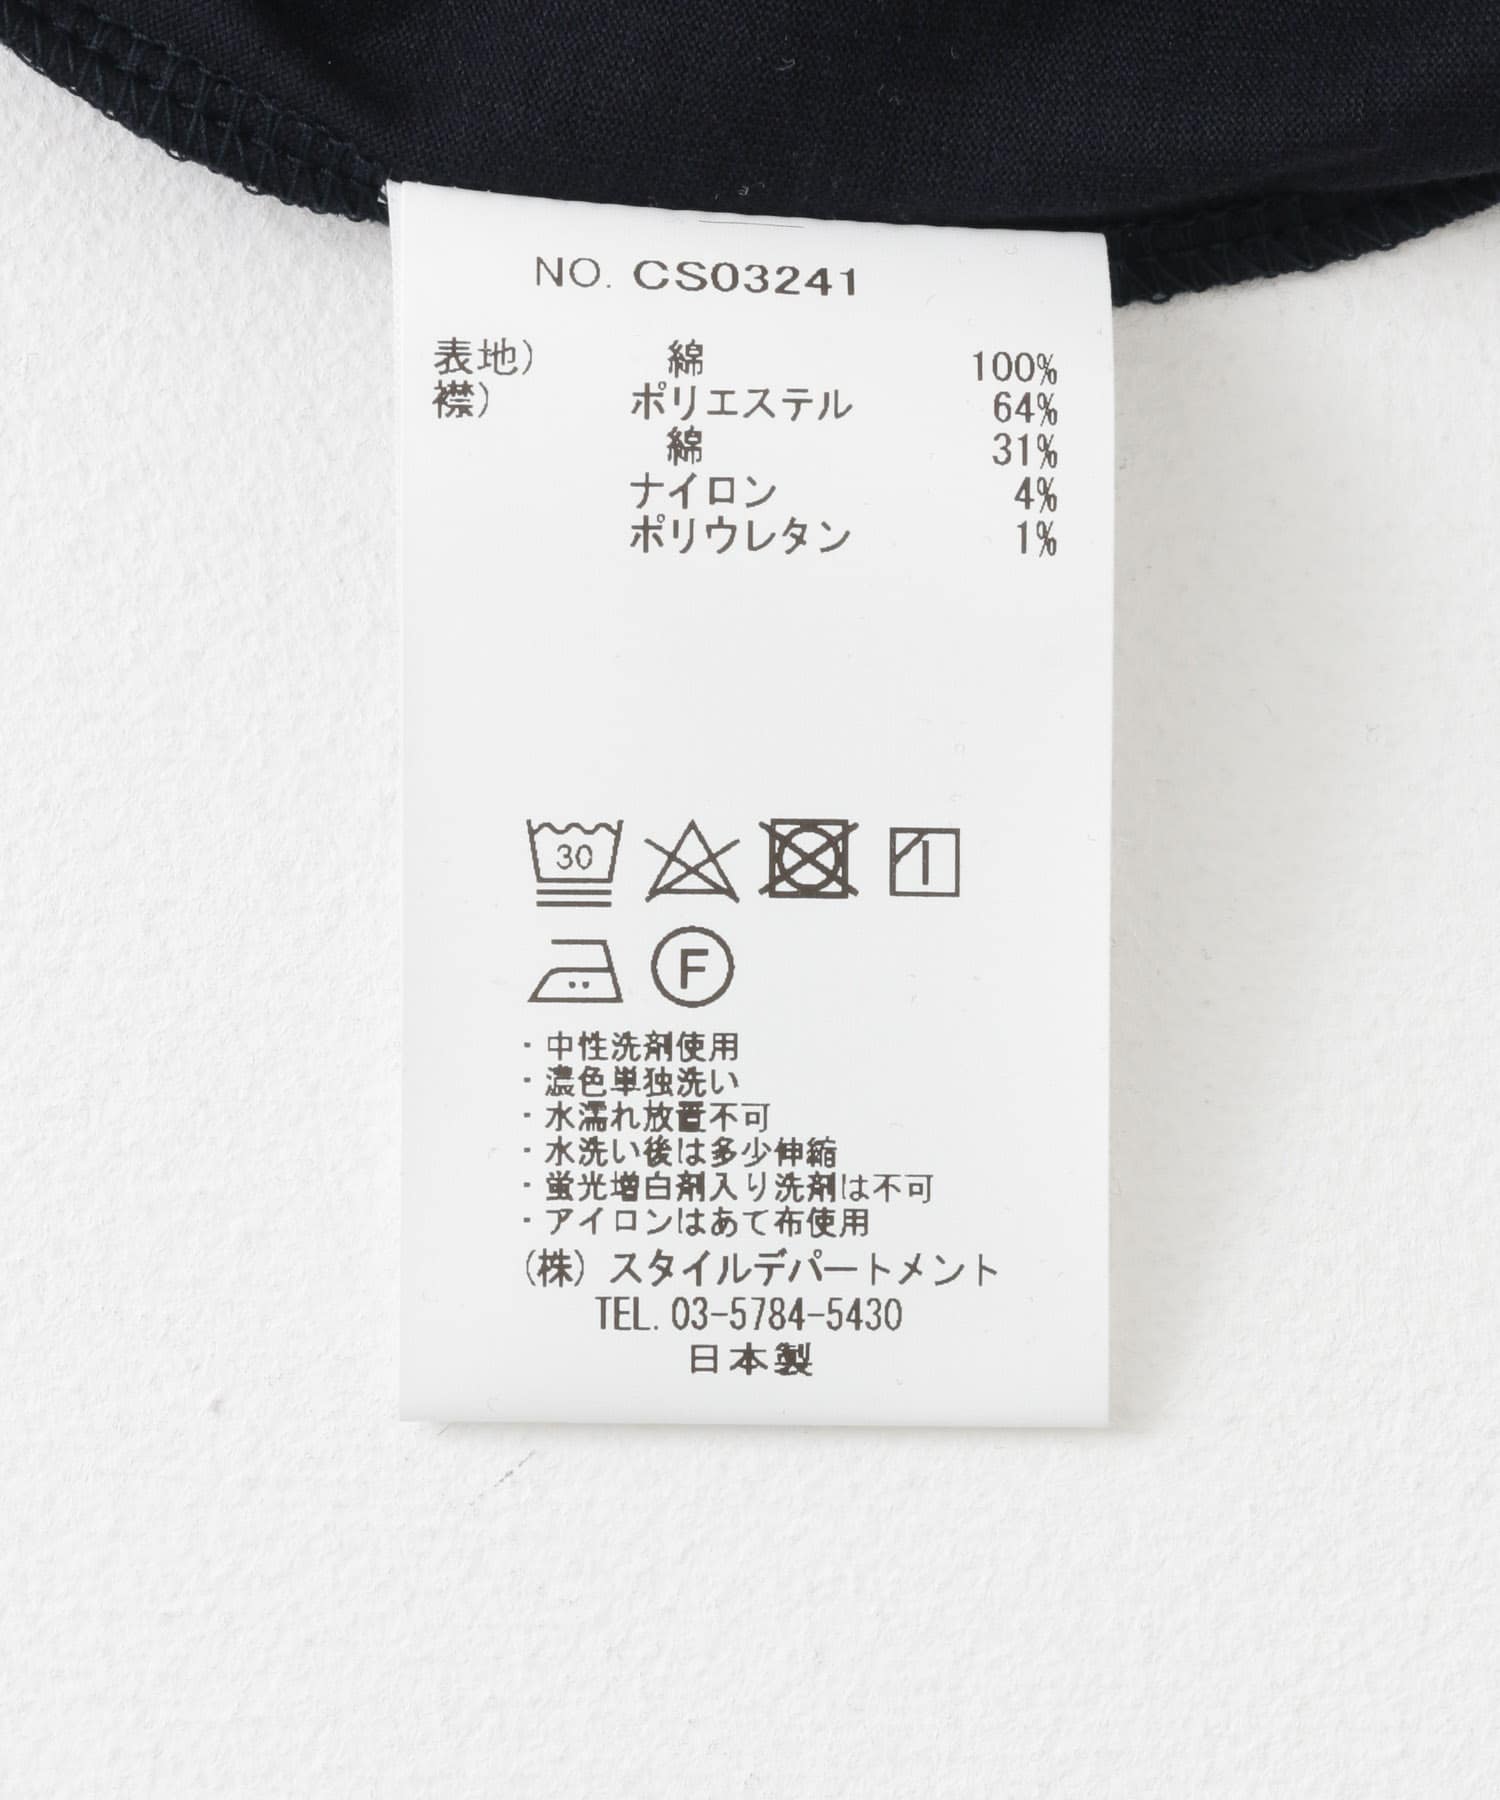 NO. CS03241
表地) 綿 100%
襟) ポリエステル 64%
綿 31%
ナイロン 4%
ポリウレタン 1%
30
F
・中性洗剤使用
・濃色単独洗い
・水濡れ放置不可
・水洗い後は多少伸縮
・蛍光増白剤入り洗剤は不可
・アイロンはあて布使用
(株) スタイルデパートメント
TEL. 03-5784-5430
日本製